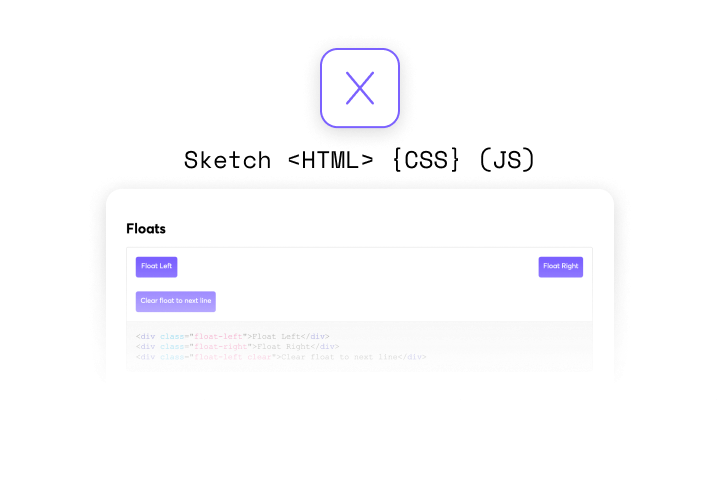 X
Sketch <HTML> {CSS} (JS)
Floats
Float Left
Float Right
Clear float to next line
<div class="float-left">Float Left</div>
<div class="float-right">Float Right</div>
<div class="float-left clear">Clear float to next line</div>